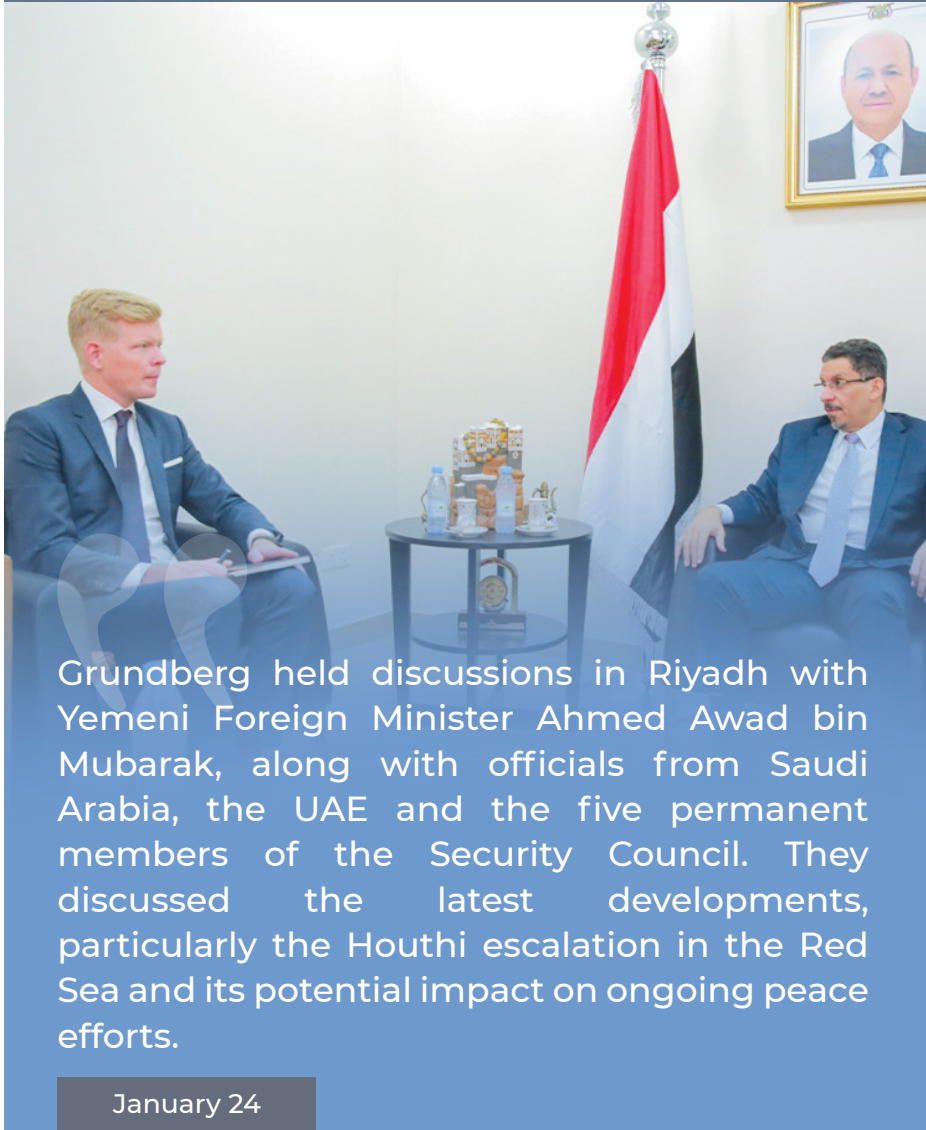 Grundberg held discussions in Riyadh with
Yemeni Foreign Minister Ahmed Awad bin
Mubarak, along with officials from Saudi
Arabia, the UAE and the five permanent
members of the Security Council. They
discussed the latest developments,
particularly the Houthi escalation in the Red
Sea and its potential impact on ongoing peace
efforts.
January 24